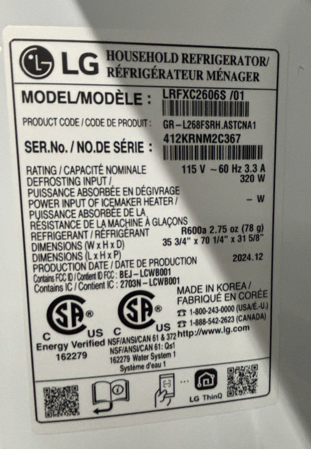 LG HOUSEHOLD REFRIGERATOR/
RÉFRIGÉRATEUR MÉNAGER
MODEL/MODÈLE : LRFXC2606S /01
PRODUCT CODE / CODE DE PRODUIT : GR-L268FSRH.ASTCNA1
SER.No. / NO.DE SÉRIE : 412KRNM2C367
RATING / CAPACITÉ NOMINALE 115 V ~ 60 Hz 3.3 A
DEFROSTING INPUT / 320 W
PUISSANCE ABSORBÉE EN DÉGIVRAGE
POWER INPUT OF ICEMAKER HEATER / - W
PUISSANCE ABSORBÉE DE LA
RÉSISTANCE DE LA MACHINE A GLAÇONS
REFRIGERANT / RÉFRIGÉRANT R600a 2.75 oz (78 g)
DIMENSIONS (W x H x D) 35 3/4" x 70 1/4" x 31 5/8"
DIMENSIONS (L x H x P)
PRODUCTION DATE / DATE DE PRODUCTION 2024.12
Contains FCC ID / Contient FCC ID : BEJ-LCWB001
Contains IC / Contient IC : 2703N-LCWB001
MADE IN KOREA /
FABRIQUÉ EN CORÉE
1-800-243-0000 (USA/É.-U.)
1-888-542-2623 (CANADA)
http://www.lg.com
SA C US
Energy Verified
162279
SA C US
NSF/ANSI/CAN 61 & 372
NSF/ANSI/CAN 61: Q≤1
162279 Water System 1
Système d'eau 1
LG ThinQ